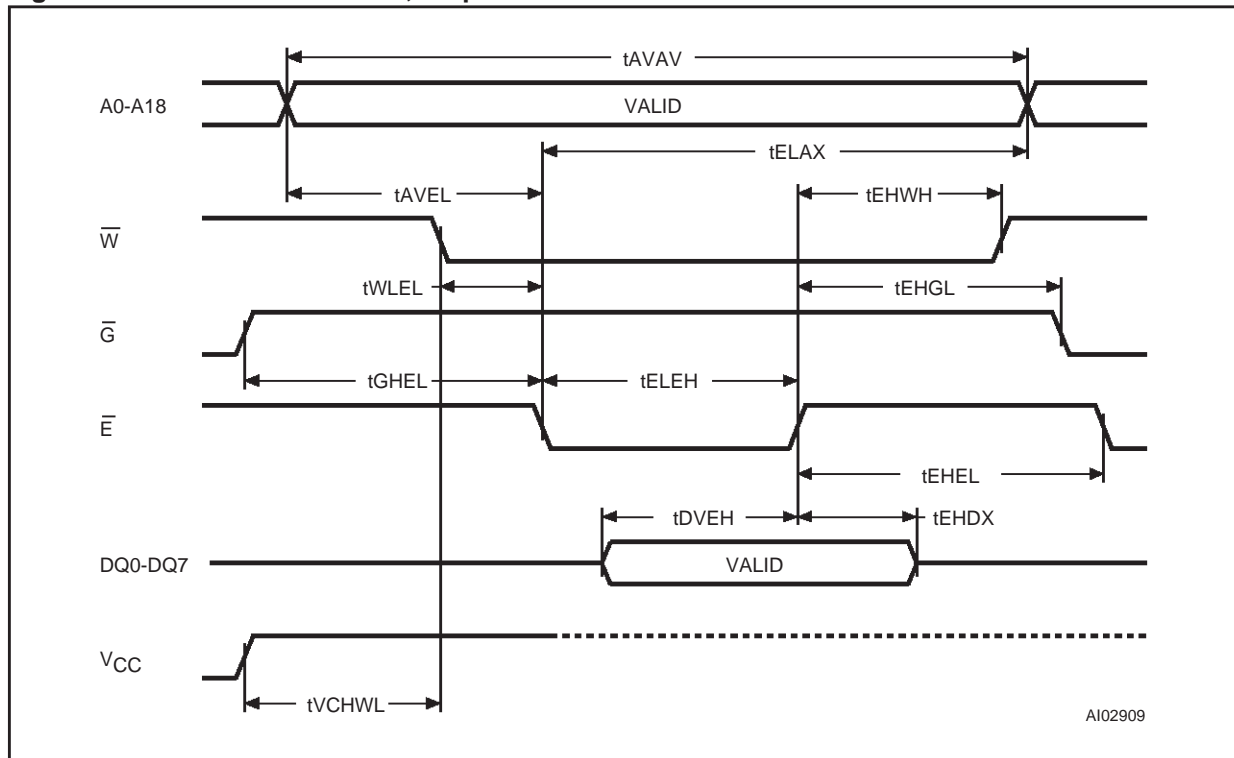 tAVAV
A0-A18
VALID
tELAX
tAVEL
tEHWH
W
tWLEL
tEHGL
G
tGHEL
tELEH
E
tEHEL
tDVEH
tEHDX
DQ0-DQ7
VALID
VCC
tVCHWL
AI02909